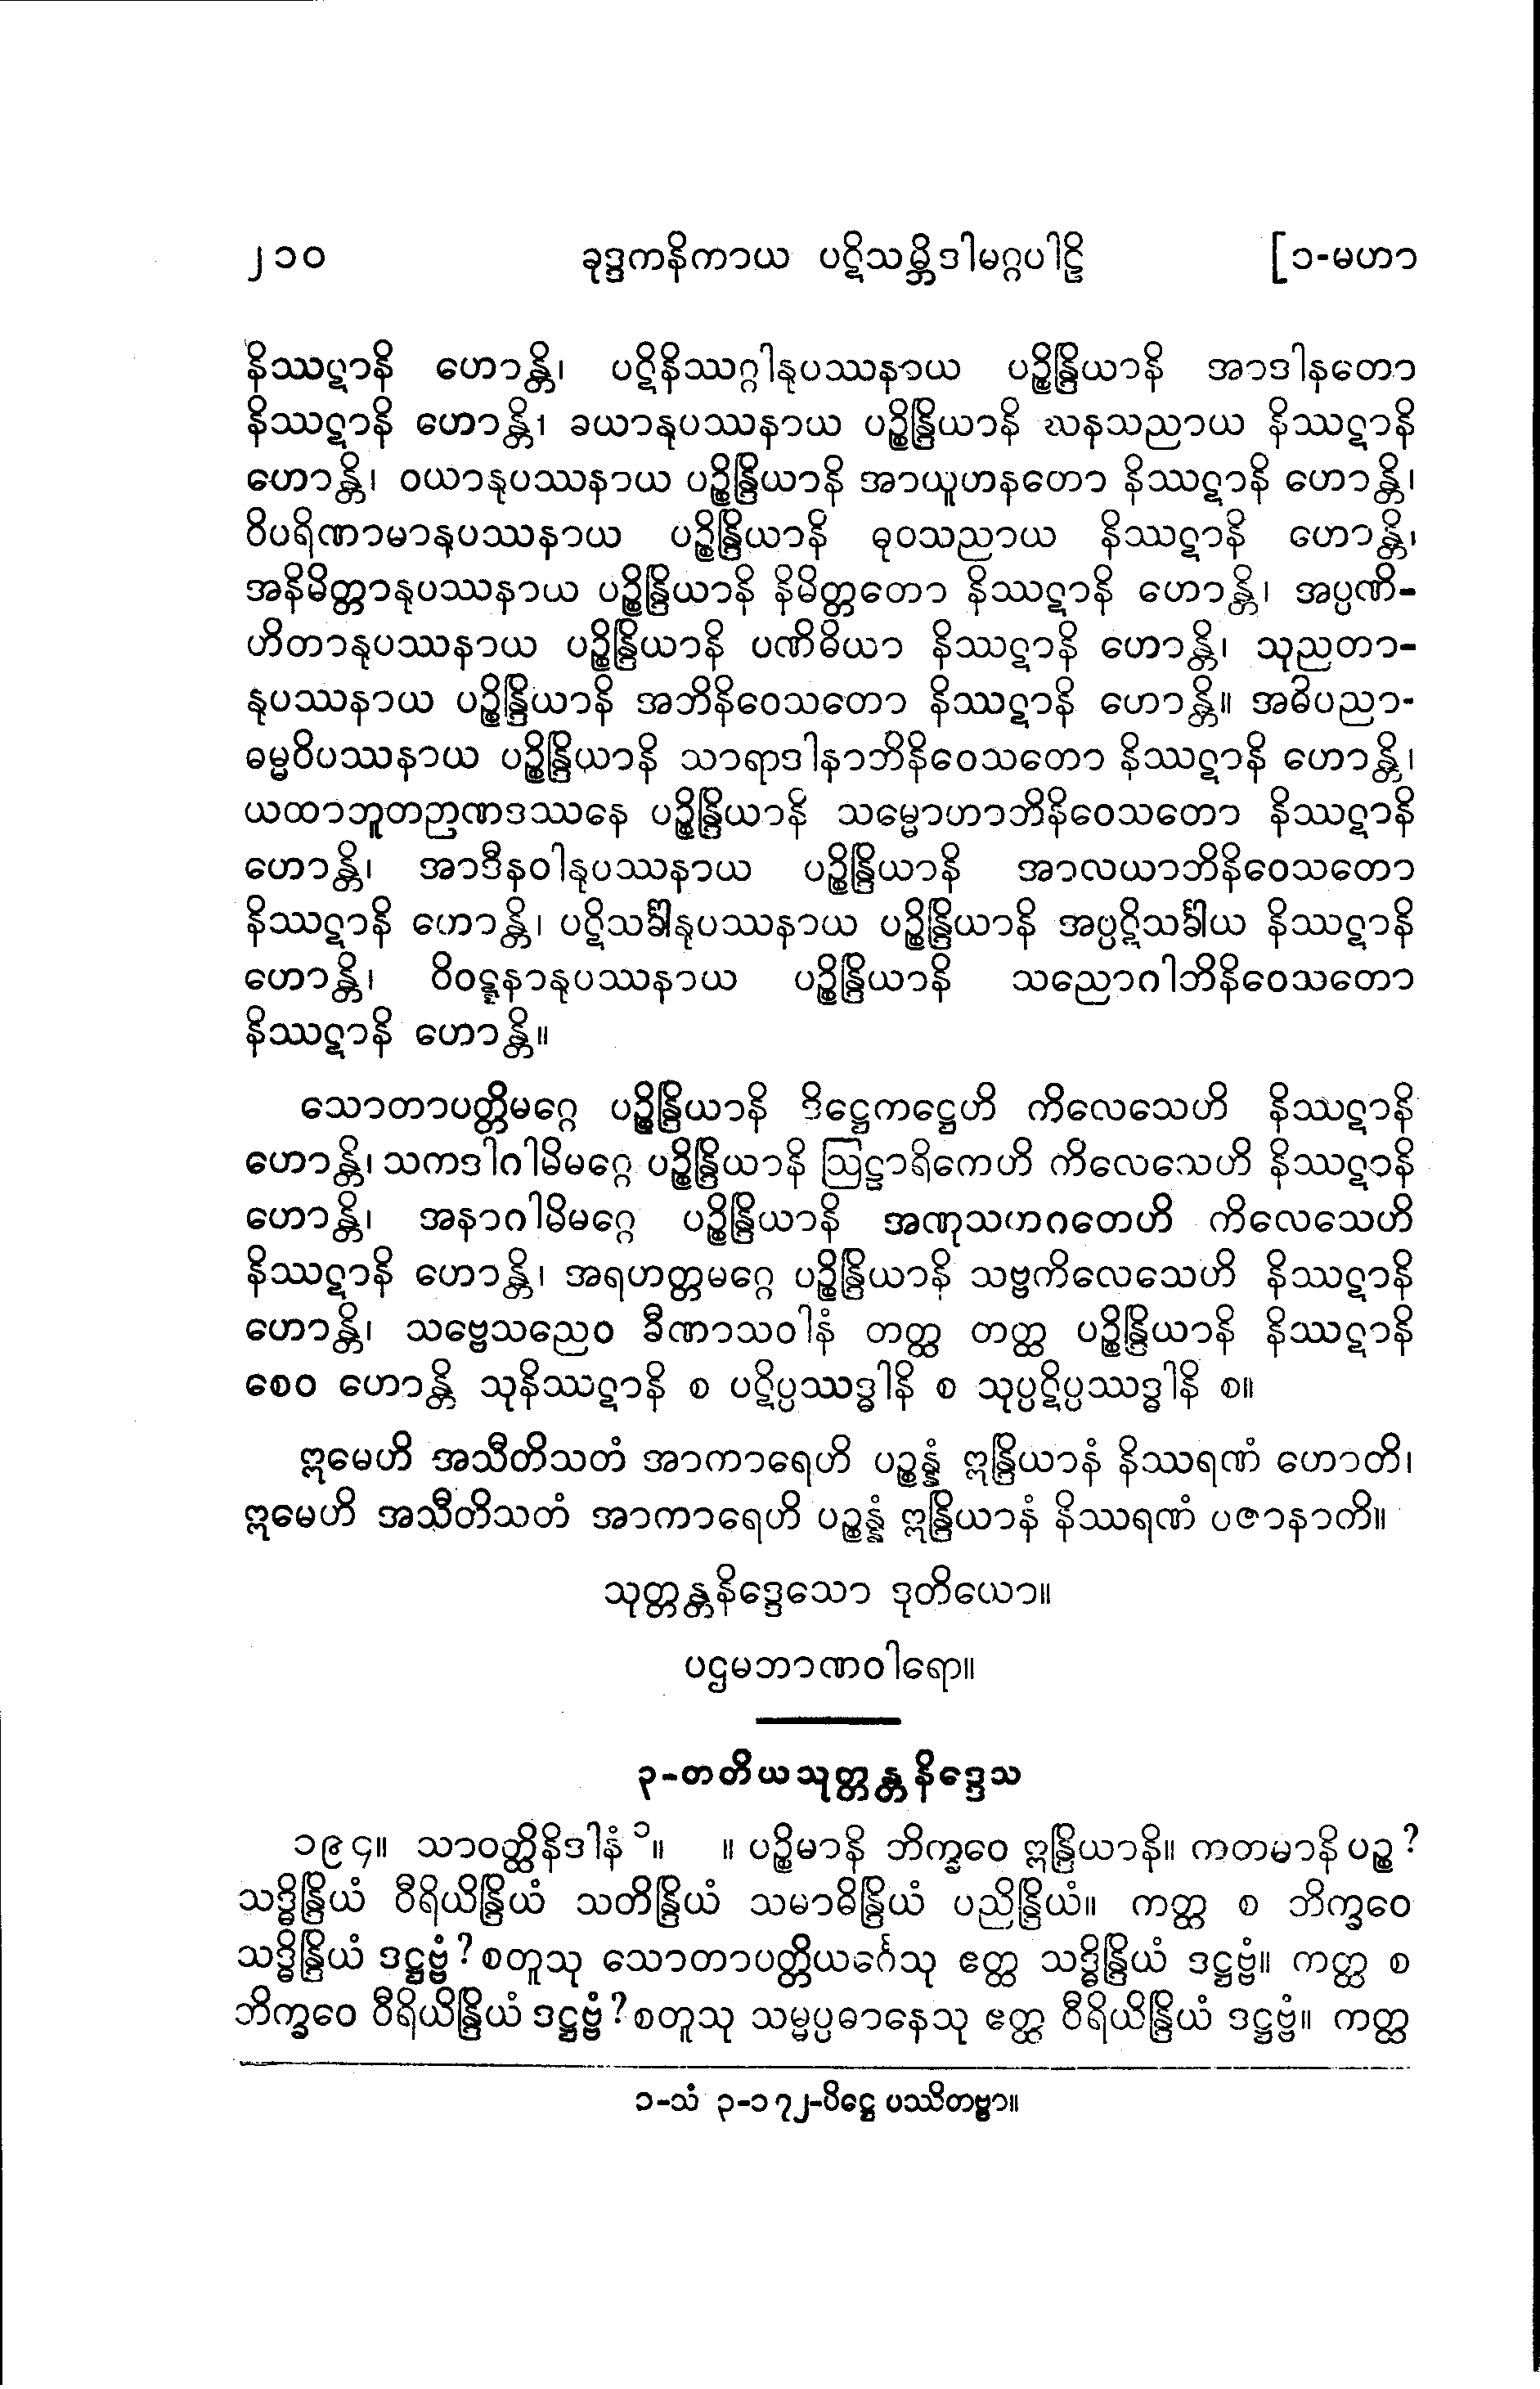 ၂၁၀ ခုဒ္ဒကနိကာယ ပဋိသမ္ဘိဒါမဂ္ဂပါဠိ [၁-မဟာ
နိဿဋာနိ ဟောန္တိ၊ ပဋိနိဿဂ္ဂါနုပဿနာယ ပဉ္စိန္ဒြိယာနိ အာဒါနတော
နိဿဋာနိ ဟောန္တိ၊ ခယာနုပဿနာယ ပဉ္စိန္ဒြိယာနိ ဃနသညာယ နိဿဋာနိ
ဟောန္တိ၊ ဝယာနုပဿနာယ ပဉ္စိန္ဒြိယာနိ အာယူဟနတော နိဿဋာနိ ဟောန္တိ၊
ဝိပရိဏာမာနုပဿနာယ ပဉ္စိန္ဒြိယာနိ ဓုဝသညာယ နိဿဋာနိ ဟောန္တိ၊
အနိမိတ္တာနုပဿနာယ ပဉ္စိန္ဒြိယာနိ နိမိတ္တတော နိဿဋာနိ ဟောန္တိ၊ အပ္ပဏိ-
ဟိတာနုပဿနာယ ပဉ္စိန္ဒြိယာနိ ပဏိဓိယာ နိဿဋာနိ ဟောန္တိ၊ သုညတာ-
နုပဿနာယ ပဉ္စိန္ဒြိယာနိ အဘိနိဝေသတော နိဿဋာနိ ဟောန္တိ။ အဓိပညာ-
ဓမ္မဝိပဿနာယ ပဉ္စိန္ဒြိယာနိ သာရာဒါနာဘိနိဝေသတော နိဿဋာနိ ဟောန္တိ၊
ယထာဘူတဉာဏဒဿနေ ပဉ္စိန္ဒြိယာနိ သမ္မောဟာဘိနိဝေသတော နိဿဋာနိ
ဟောန္တိ၊ အာဒီနဝါနုပဿနာယ ပဉ္စိန္ဒြိယာနိ အာလယာဘိနိဝေသတော
နိဿဋာနိ ဟောန္တိ၊ ပဋိသင်္ခါနုပဿနာယ ပဉ္စိန္ဒြိယာနိ အပ္ပဋိသင်္ခါယ နိဿဋာနိ
ဟောန္တိ၊ ဝိဝဋ္ဋနာနုပဿနာယ ပဉ္စိန္ဒြိယာနိ သညောဂါဘိနိဝေသတော
နိဿဋာနိ ဟောန္တိ။
သောတာပတ္တိမဂ္ဂေ ပဉ္စိန္ဒြိယာနိ ဒိဋ္ဌေကဋ္ဌေဟိ ကိလေသေဟိ နိဿဋာနိ
ဟောန္တိ၊ သကဒါဂါမိမဂ္ဂေ ပဉ္စိန္ဒြိယာနိ ဩဠာရိကေဟိ ကိလေသေဟိ နိဿဋာနိ
ဟောန္တိ၊ အနာဂါမိမဂ္ဂေ ပဉ္စိန္ဒြိယာနိ အဏုသဟဂတေဟိ ကိလေသေဟိ
နိဿဋာနိ ဟောန္တိ၊ အရဟတ္တမဂ္ဂေ ပဉ္စိန္ဒြိယာနိ သဗ္ဗကိလေသေဟိ နိဿဋာနိ
ဟောန္တိ၊ သဗ္ဗေသညေဝ ခီဏာသဝါနံ တတ္ထ တတ္ထ ပဉ္စိန္ဒြိယာနိ နိဿဋာနိ
စေဝ ဟောန္တိ သုနိဿဋာနိ စ ပဋိပ္ပဿဒ္ဓါနိ စ သုပ္ပဋိပ္ပဿဒ္ဓါနိ စ။
ဣမေဟိ အသီတိသတံ အာကာရေဟိ ပဉ္စန္နံ ဣန္ဒြိယာနံ နိဿရဏံ ဟောတိ၊
ဣမေဟိ အသီတိသတံ အာကာရေဟိ ပဉ္စန္နံ ဣန္ဒြိယာနံ နိဿရဏံ ပဇာနာတိ။
သုတ္တန္တနိဒ္ဒေသော ဒုတိယော။
ပဌမဘာဏဝါရော။
၃-တတိယသုတ္တန္တနိဒ္ဒေသ
၁၉၄။ သာဝတ္ထိနိဒါနံ ၁။ ။ ပဉ္စိမာနိ ဘိက္ခဝေ ဣန္ဒြိယာနိ။ ကတမာနိ ပဉ္စ?
သဒ္ဓိန္ဒြိယံ ဝီရိယိန္ဒြိယံ သတိန္ဒြိယံ သမာဓိန္ဒြိယံ ပညိန္ဒြိယံ။ ကတ္ထ စ ဘိက္ခဝေ
သဒ္ဓိန္ဒြိယံ ဒဋ္ဌဗ္ဗံ? စတူသု သောတာပတ္တိယင်္ဂေသု ဧတ္ထ သဒ္ဓိန္ဒြိယံ ဒဋ္ဌဗ္ဗံ။ ကတ္ထ စ
ဘိက္ခဝေ ဝီရိယိန္ဒြိယံ ဒဋ္ဌဗ္ဗံ? စတူသု သမ္မပ္ပဓာနေသု ဧတ္ထ ဝီရိယိန္ဒြိယံ ဒဋ္ဌဗ္ဗံ။ ကတ္ထ
၁-သံ ၃-၁၇၂-ပိဋ္ဌေ ပဿိတဗ္ဗာ။